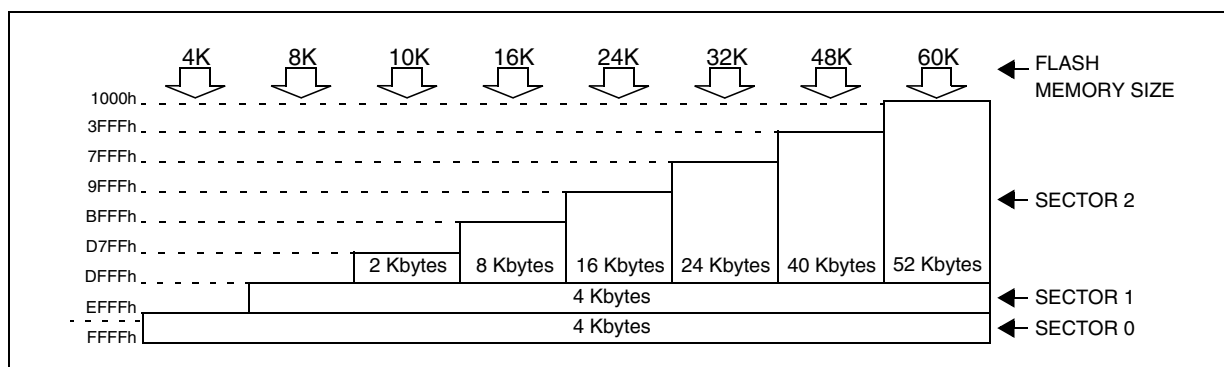 4K 8K 10K 16K 24K 32K 48K 60K
FLASH
MEMORY SIZE
1000h
3FFFh
7FFFh
9FFFh
SECTOR 2
BFFFh
D7FFh
2 Kbytes 8 Kbytes 16 Kbytes 24 Kbytes 40 Kbytes 52 Kbytes
DFFFh
4 Kbytes
SECTOR 1
EFFFh
4 Kbytes
SECTOR 0
FFFFh